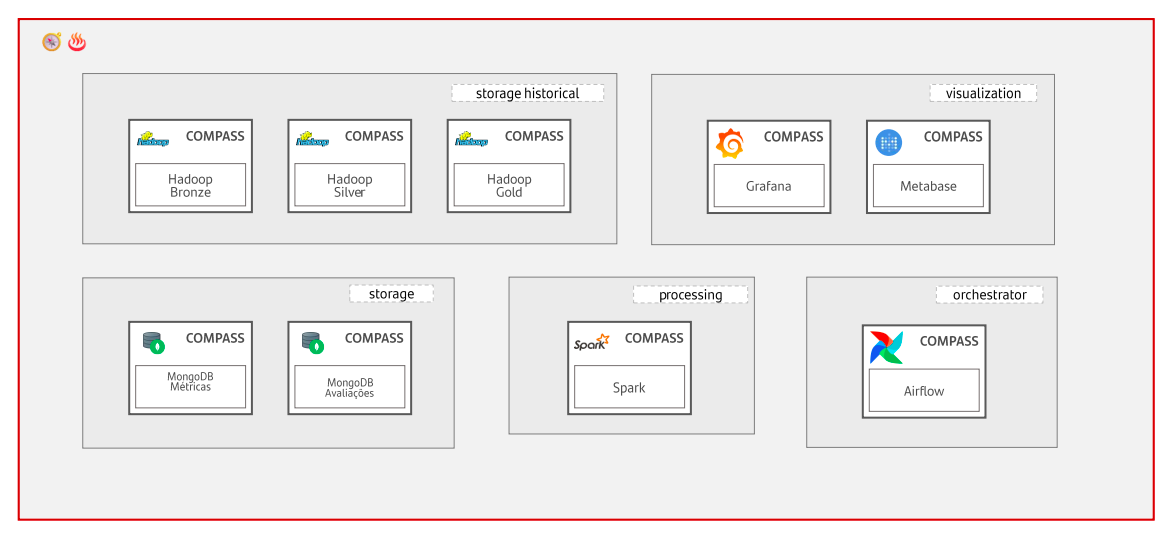 storage historical
COMPASS
Hadoop
Bronze
COMPASS
Hadoop
Silver
COMPASS
Hadoop
Gold
visualization
COMPASS
Grafana
COMPASS
Metabase
storage
COMPASS
MongoDB
Métricas
COMPASS
MongoDB
Avaliações
processing
Spark
COMPASS
Spark
orchestrator
COMPASS
Airflow